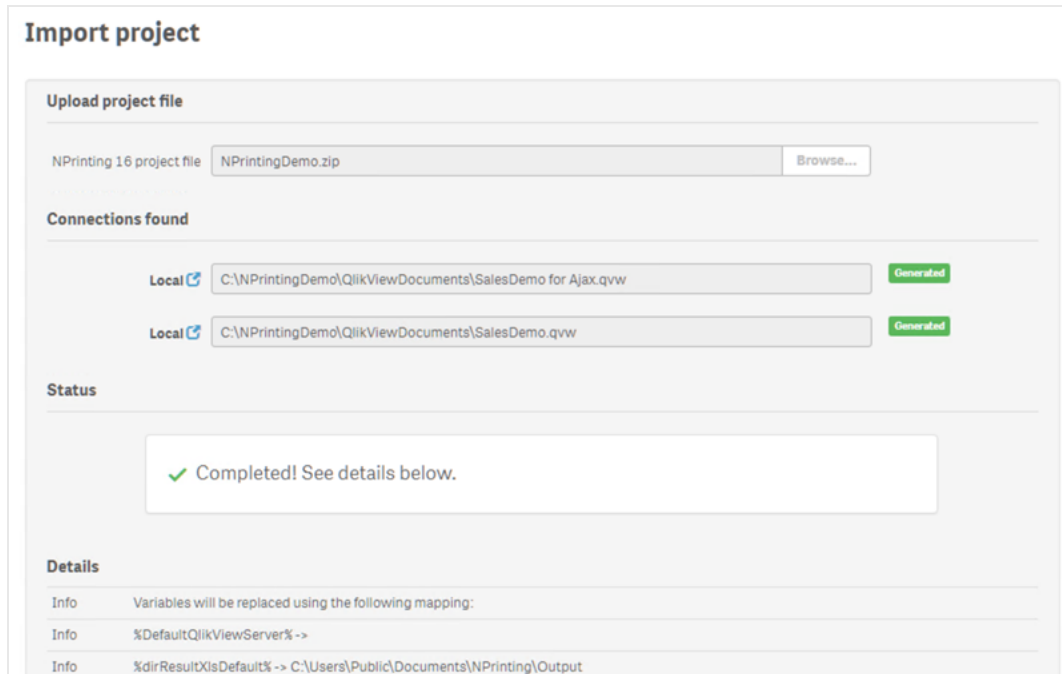 Import project
Upload project file
NPrinting 16 project file NPrintingDemo.zip Browse...
Connections found
Local C:\NPrintingDemo\QlikViewDocuments\SalesDemo for Ajax.qvw Generated
Local C:\NPrintingDemo\QlikViewDocuments\SalesDemo.qvw Generated
Status
Completed! See details below.
Details
Info Variables will be replaced using the following mapping:
Info %DefaultQlikViewServer% ->
Info %dirResultXlsDefault% -> C:\Users\Public\Documents\NPrinting\Output